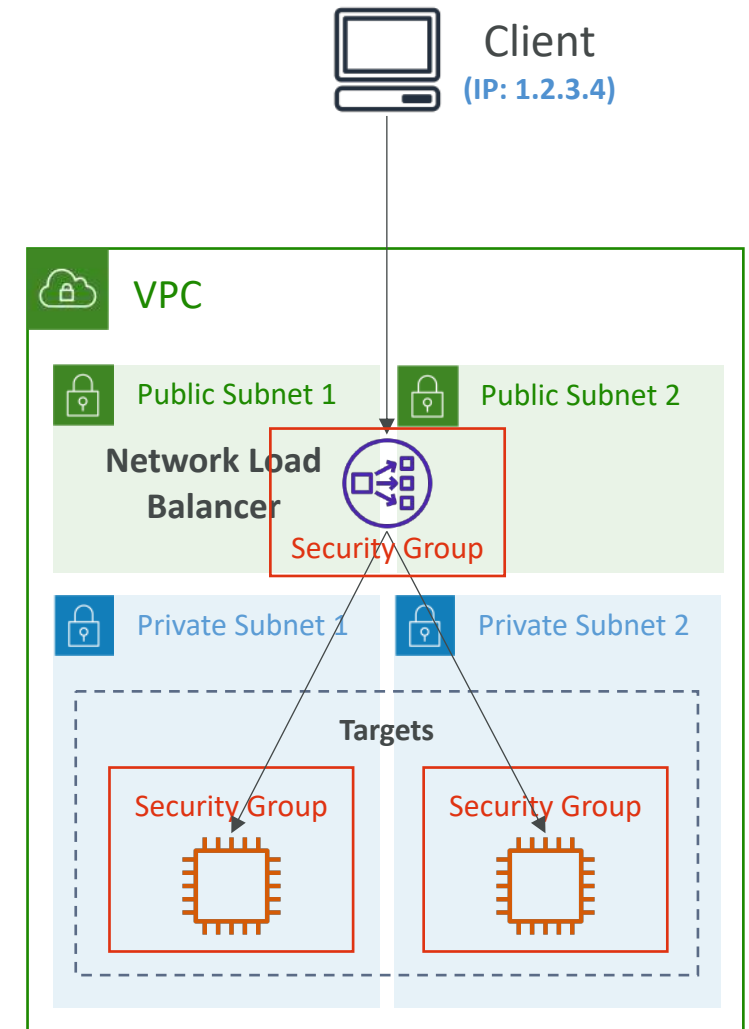 Client
(IP: 1.2.3.4)
VPC
Public Subnet 1
Public Subnet 2
Network Load
Balancer
Security Group
Private Subnet 1
Private Subnet 2
Targets
Security Group
Security Group